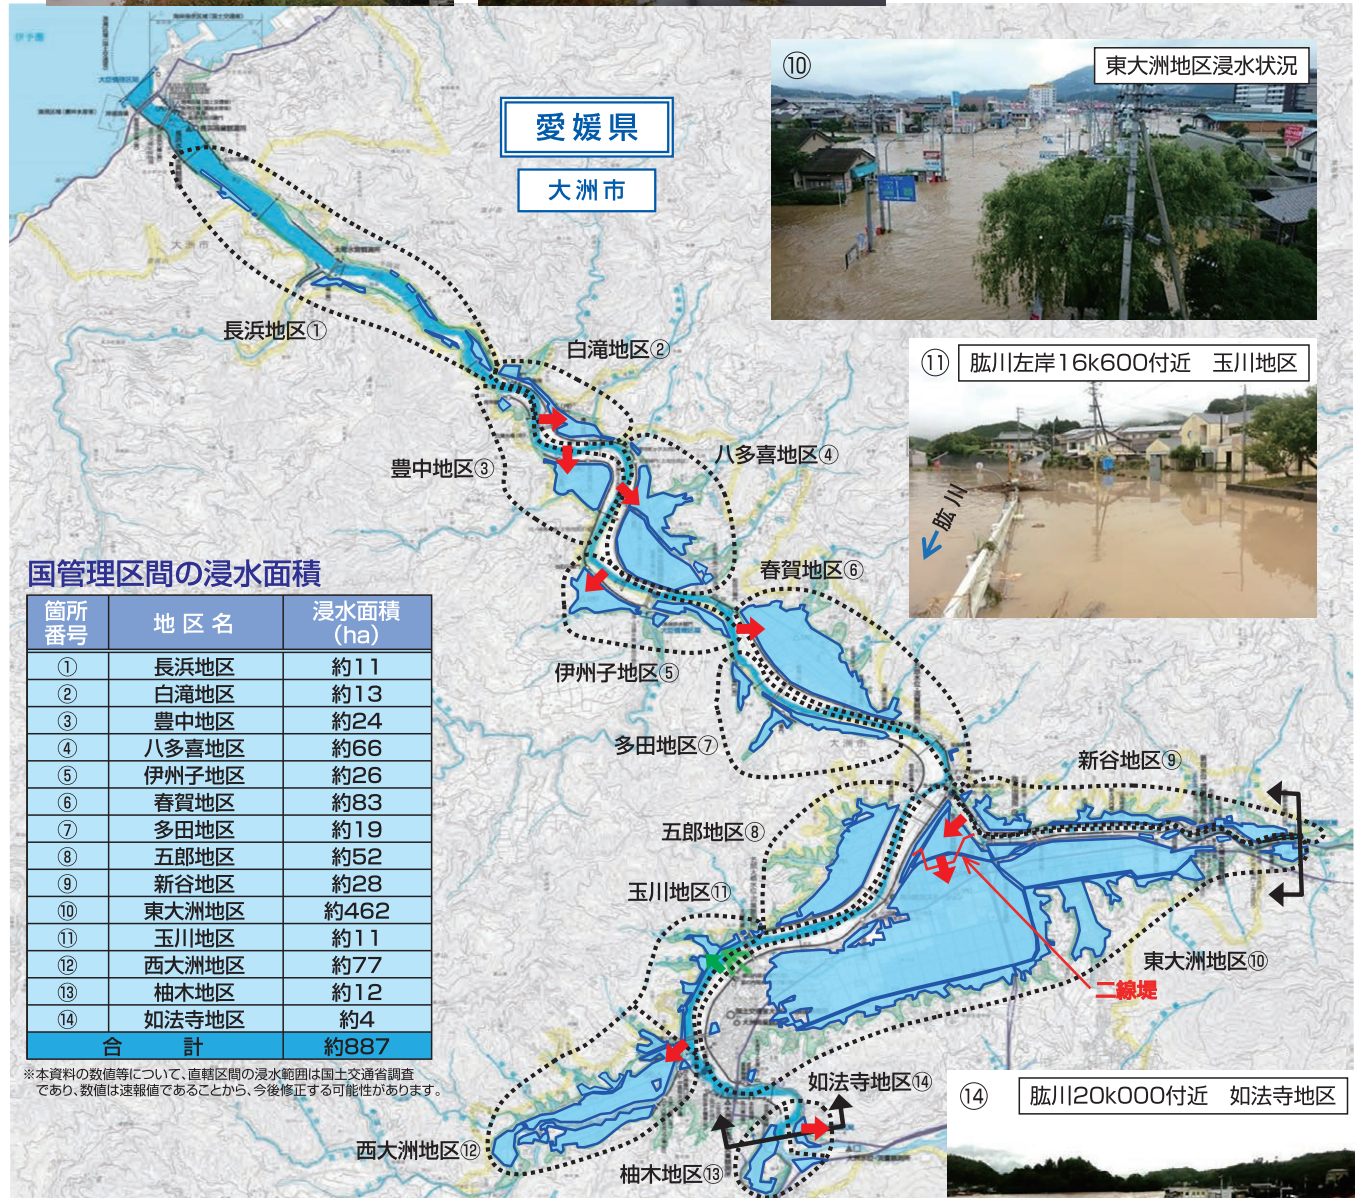 伊予灘
愛媛県
大洲市
⑩
東大洲地区浸水状況
大洲市
長浜地区①
白滝地区②
⑪
肱川左岸16k600付近　玉川地区
肱川
豊中地区③
八多喜地区④
春賀地区⑥
伊州子地区⑤
多田地区⑦
大洲市
新谷地区⑨
五郎地区⑧
玉川地区⑪
東大洲地区⑩
二線堤
如法寺地区⑭
西大洲地区⑫
柚木地区⑬
⑭
肱川20k000付近　如法寺地区
国管理区間の浸水面積
箇所番号 地区名 浸水面積(ha)
① 長浜地区 約11
② 白滝地区 約13
③ 豊中地区 約24
④ 八多喜地区 約66
⑤ 伊州子地区 約26
⑥ 春賀地区 約83
⑦ 多田地区 約19
⑧ 五郎地区 約52
⑨ 新谷地区 約28
⑩ 東大洲地区 約462
⑪ 玉川地区 約11
⑫ 西大洲地区 約77
⑬ 柚木地区 約12
⑭ 如法寺地区 約4
合計 約887
※本資料の数値等について、直轄区間の浸水範囲は国土交通省調査
であり、数値は速報値であることから、今後修正する可能性があります。